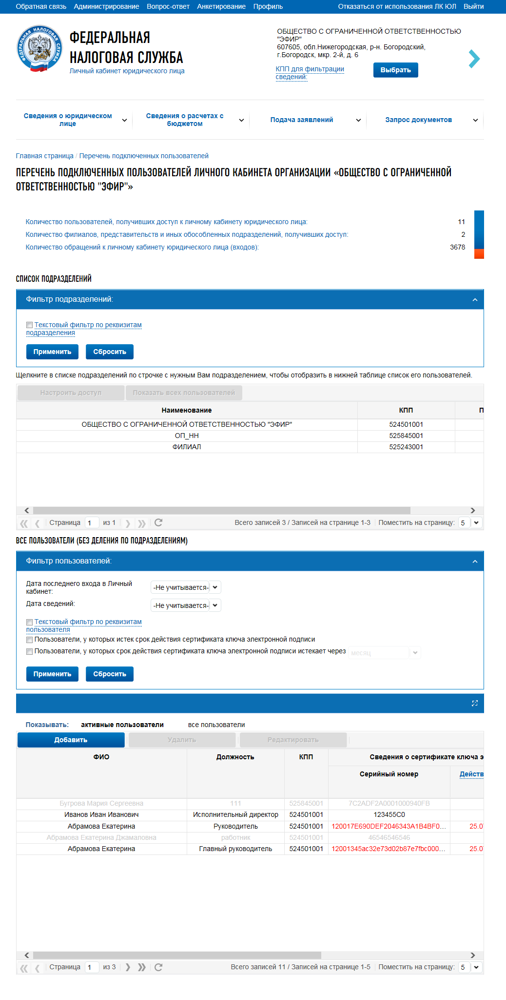 Обратная связь Администрирование Вопрос-ответ Анкетирование Профиль Отказаться от использования ЛК ЮЛ Выйти
ФЕДЕРАЛЬНАЯ НАЛОГОВАЯ СЛУЖБА
ФЕДЕРАЛЬНАЯ
НАЛОГОВАЯ СЛУЖБА
Личный кабинет юридического лица
ОБЩЕСТВО С ОГРАНИЧЕННОЙ ОТВЕТСТВЕННОСТЬЮ
"ЭФИР"
607605, обл.Нижегородская, р-н. Богородский,
г.Богородск, мкр. 2-й, д. 6
КПП для фильтрации
сведений:
Выбрать
Сведения о юридическом
лице
Сведения о расчетах с
бюджетом
Подача заявлений
Запрос документов
Главная страница / Перечень подключенных пользователей
ПЕРЕЧЕНЬ ПОДКЛЮЧЕННЫХ ПОЛЬЗОВАТЕЛЕЙ ЛИЧНОГО КАБИНЕТА ОРГАНИЗАЦИИ «ОБЩЕСТВО С ОГРАНИЧЕННОЙ
ОТВЕТСТВЕННОСТЬЮ "ЭФИР"»
Количество пользователей, получивших доступ к личному кабинету юридического лица: 11
Количество филиалов, представительств и иных обособленных подразделений, получивших доступ: 2
Количество обращений к личному кабинету юридического лица (входов): 3678
СПИСОК ПОДРАЗДЕЛЕНИЙ
Фильтр подразделений:
Текстовый фильтр по реквизитам
подразделения
Применить Сбросить
Щелкните в списке подразделений по строчке с нужным Вам подразделением, чтобы отобразить в нижней таблице список его пользователей.
Настроить доступ Показать всех пользователей
Наименование КПП П
ОБЩЕСТВО С ОГРАНИЧЕННОЙ ОТВЕТСТВЕННОСТЬЮ "ЭФИР" 524501001
ОП_НН 525845001
ФИЛИАЛ 525243001
Страница 1 из 1 Всего записей 3 / Записей на странице 1-3 Поместить на страницу: 5
ВСЕ ПОЛЬЗОВАТЕЛИ (БЕЗ ДЕЛЕНИЯ ПО ПОДРАЗДЕЛЕНИЯМ)
Фильтр пользователей:
Дата последнего входа в Личный
кабинет:
-Не учитывается-
Дата сведений: -Не учитывается-
Текстовый фильтр по реквизитам
пользователя
Пользователи, у которых истек срок действия сертификата ключа электронной подписи
Пользователи, у которых срок действия сертификата ключа электронной подписи истекает через месяц
Применить Сбросить
Показывать: активные пользователи все пользователи
Добавить Удалить Редактировать
ФИО Должность КПП Сведения о сертификате ключа э
Серийный номер Действ
Бугрова Мария Сергеевна 111 525845001 7C2ADF2A0001000940FB
Иванов Иван Иванович Исполнительный директор 524501001 123455C0
Абрамова Екатерина Руководитель 524501001 120017E690DEF2046343A1B4BF0... 25.0
Абрамова Екатерина Джамаловна работник 524501001 46546546546
Абрамова Екатерина Главный руководитель 524501001 12001345ac32e73d02b87e7fbc000... 25.0
Страница 1 из 3 Всего записей 11 / Записей на странице 1-5 Поместить на страницу: 5